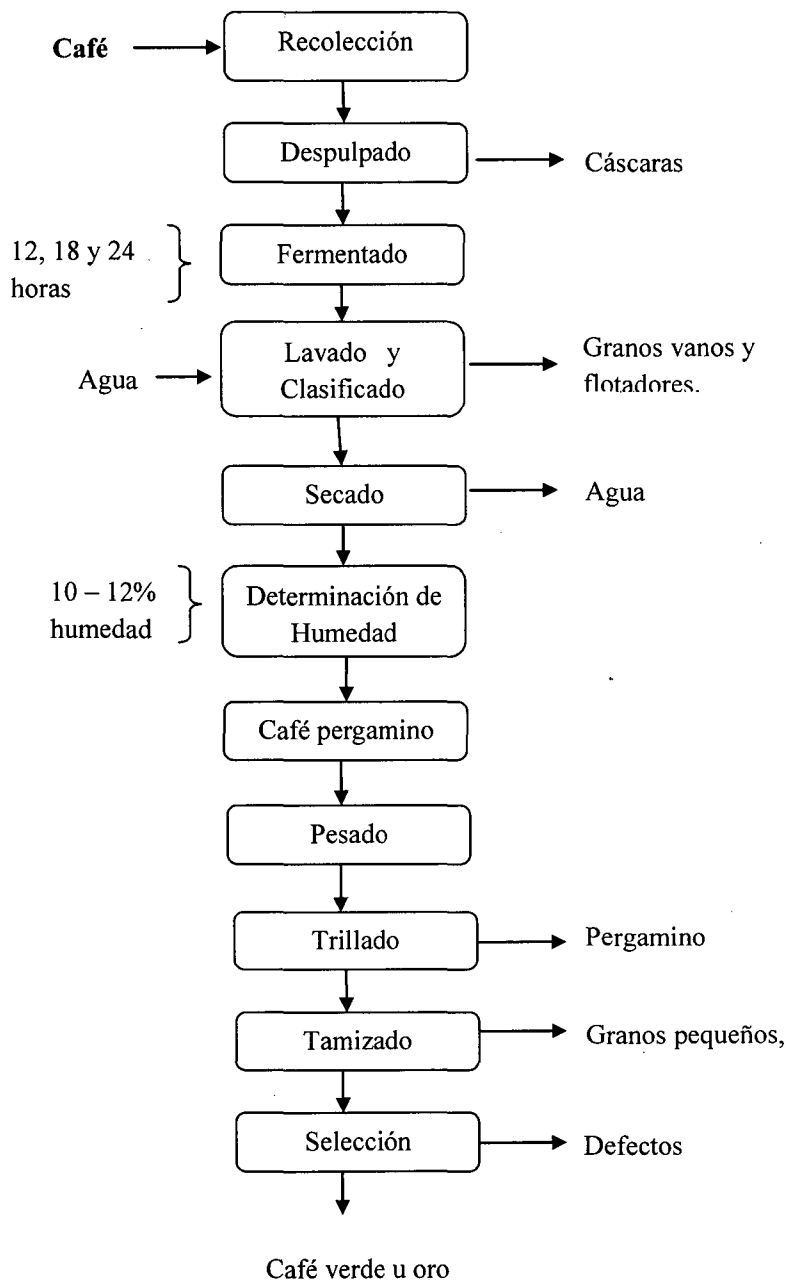 Café
Recolección
Despulpado
Cáscaras
12, 18 y 24
horas
Fermentado
Agua
Lavado y
Clasificado
Granos vanos y
flotadores.
Secado
Agua
10 – 12%
humedad
Determinación de
Humedad
Café pergamino
Pesado
Trillado
Pergamino
Tamizado
Granos pequeños,
Selección
Defectos
Café verde u oro